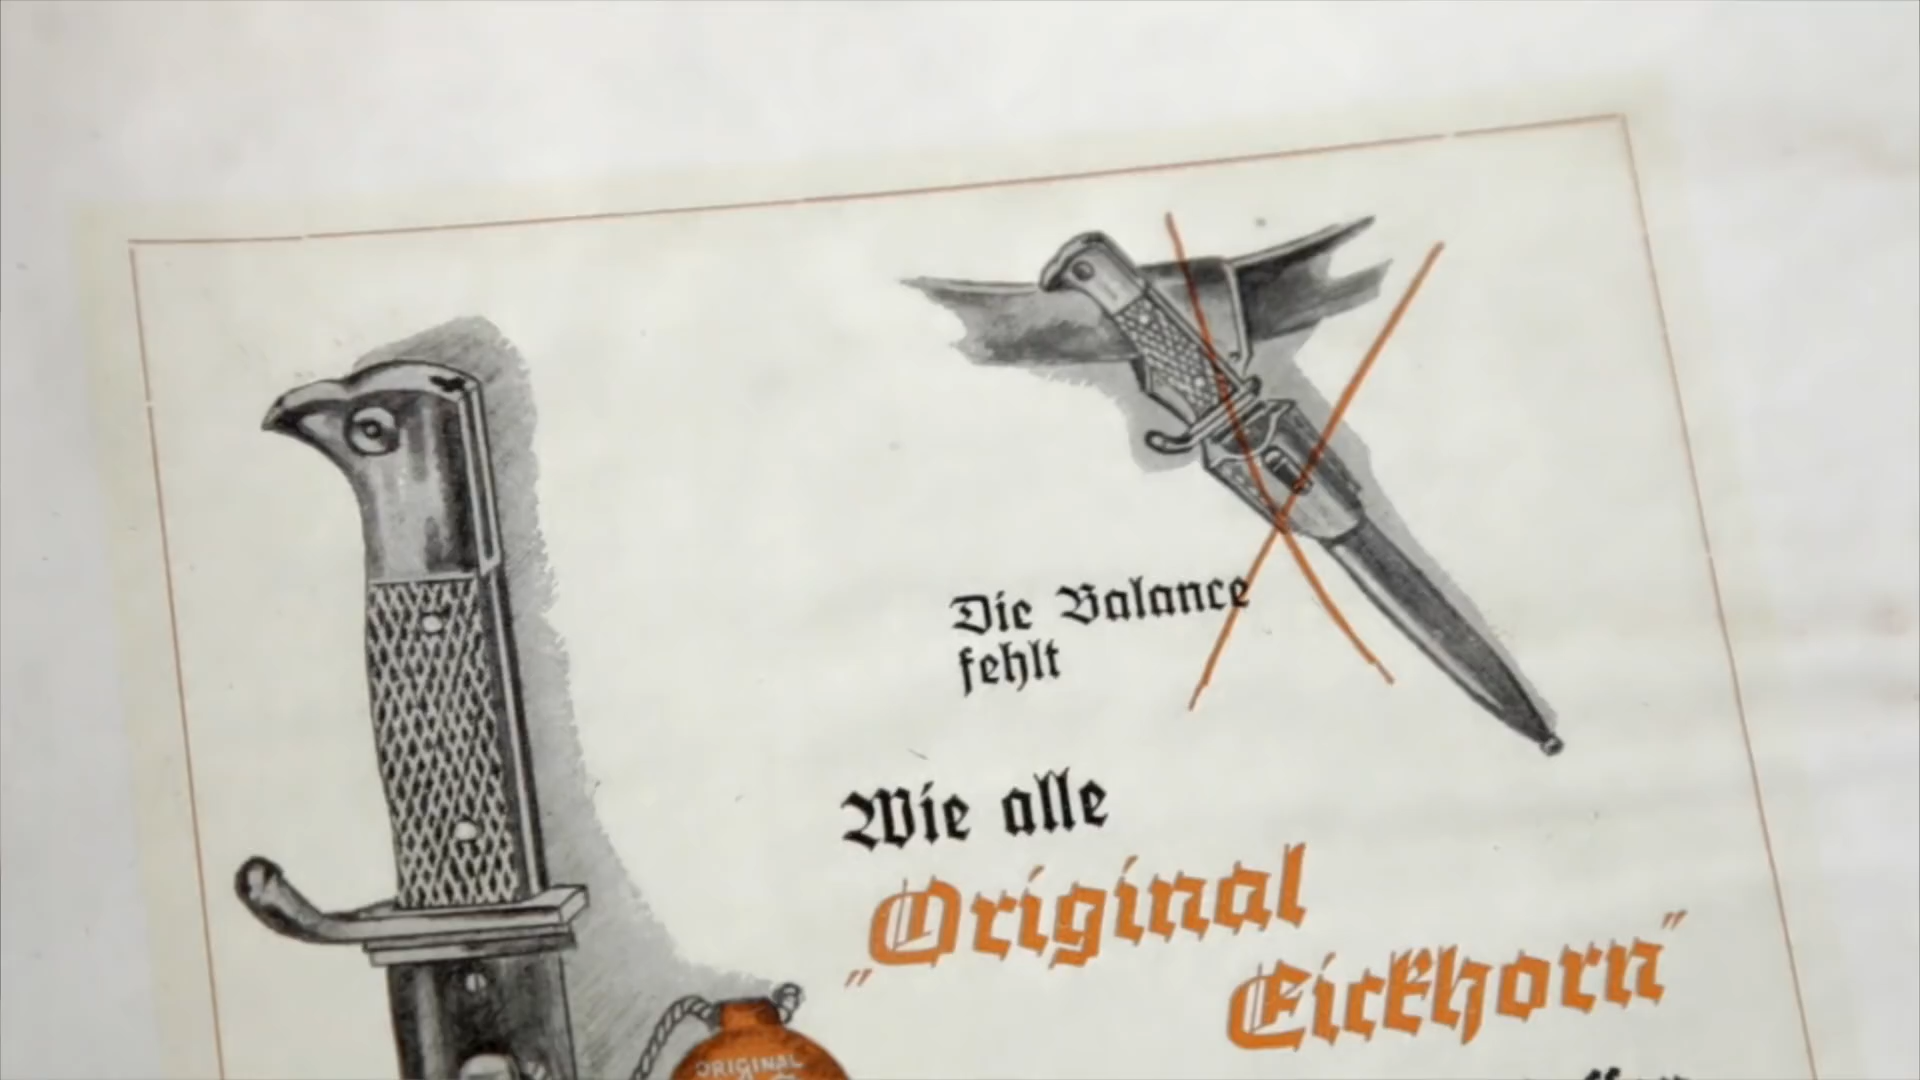 Die Balance
fehlt
Wie alle
„Original
Eickhorn"
ORIGINAL